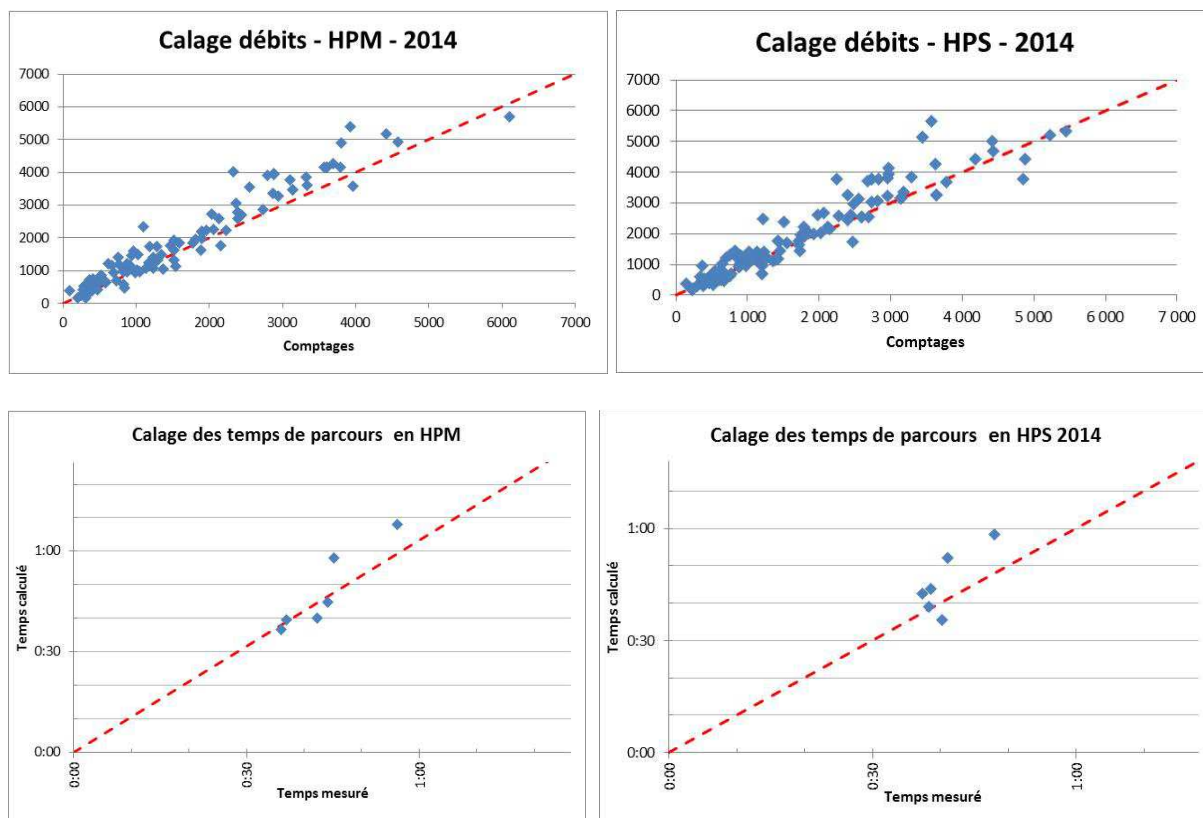 Calage débits - HPM - 2014
7000
6000
5000
4000
3000
2000
1000
0
0 1000 2000 3000 4000 5000 6000 7000
Comptages
Calage débits - HPS - 2014
7000
6000
5000
4000
3000
2000
1000
0
0 1 000 2 000 3 000 4 000 5 000 6 000 7 000
Comptages
Calage des temps de parcours en HPM
Temps calculé
1:00
0:30
0:00
0:00 0:30 1:00
Temps mesuré
Calage des temps de parcours en HPS 2014
Temps calculé
1:00
0:30
0:00
0:00 0:30 1:00
Temps mesuré